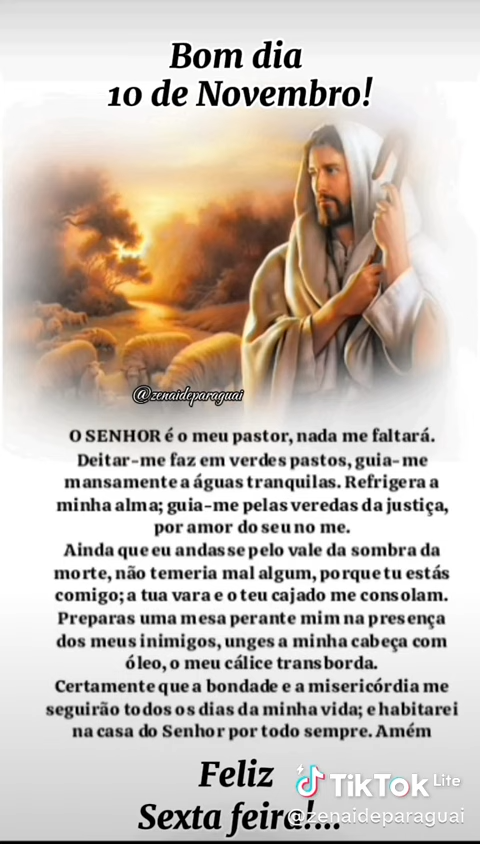 Bom dia
10 de Novembro!
@zenaideparaguai
O SENHOR é o meu pastor, nada me faltará.
Deitar-me faz em verdes pastos, guia-me
mansamente a águas tranquilas. Refrigera a
minha alma; guia-me pelas veredas da justiça,
por amor do seu no me.
Ainda que eu andasse pelo vale da sombra da
morte, não temeria mal algum, porque tu estás
comigo; a tua vara e o teu cajado me consolam.
Preparas uma mesa perante mim na presença
dos meus inimigos, unges a minha cabeça com
óleo, o meu cálice transborda.
Certamente que a bondade e a misericórdia me
seguirão todos os dias da minha vida; e habitarei
na casa do Senhor por todo sempre. Amém
Feliz
Sexta feira!...
TikTok Lite
@zenaideparaguai